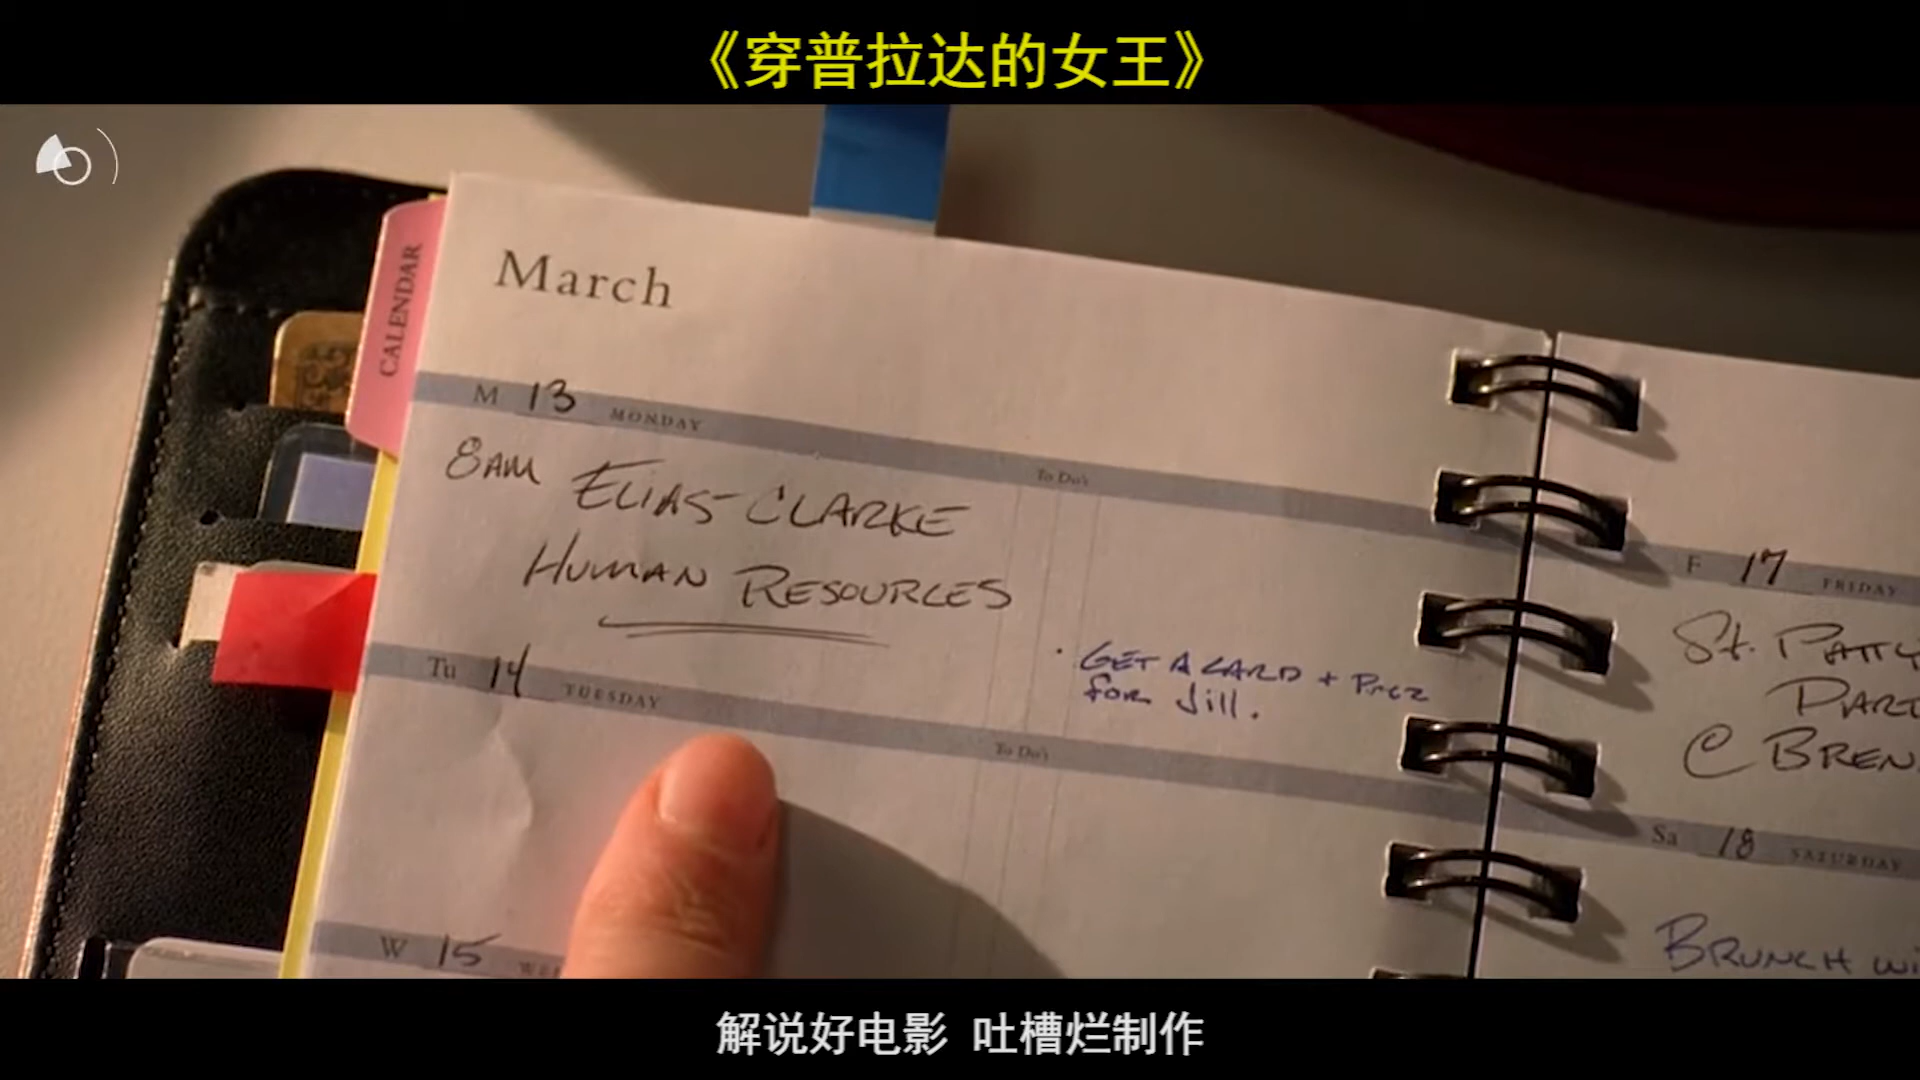 《穿普拉达的女王》
March
CALENDAR
M 13 MONDAY
To Do's
8AM ELIAS-CLARKE
HUMAN RESOURCES
· GET A CARD +
for Jill.
Tu 14 TUESDAY
To Do's
W 15
F 17 FRIDAY
St. PATTY
@ BREN
Sa 18 SATURDAY
BRUNCH
解说好电影 吐槽烂制作